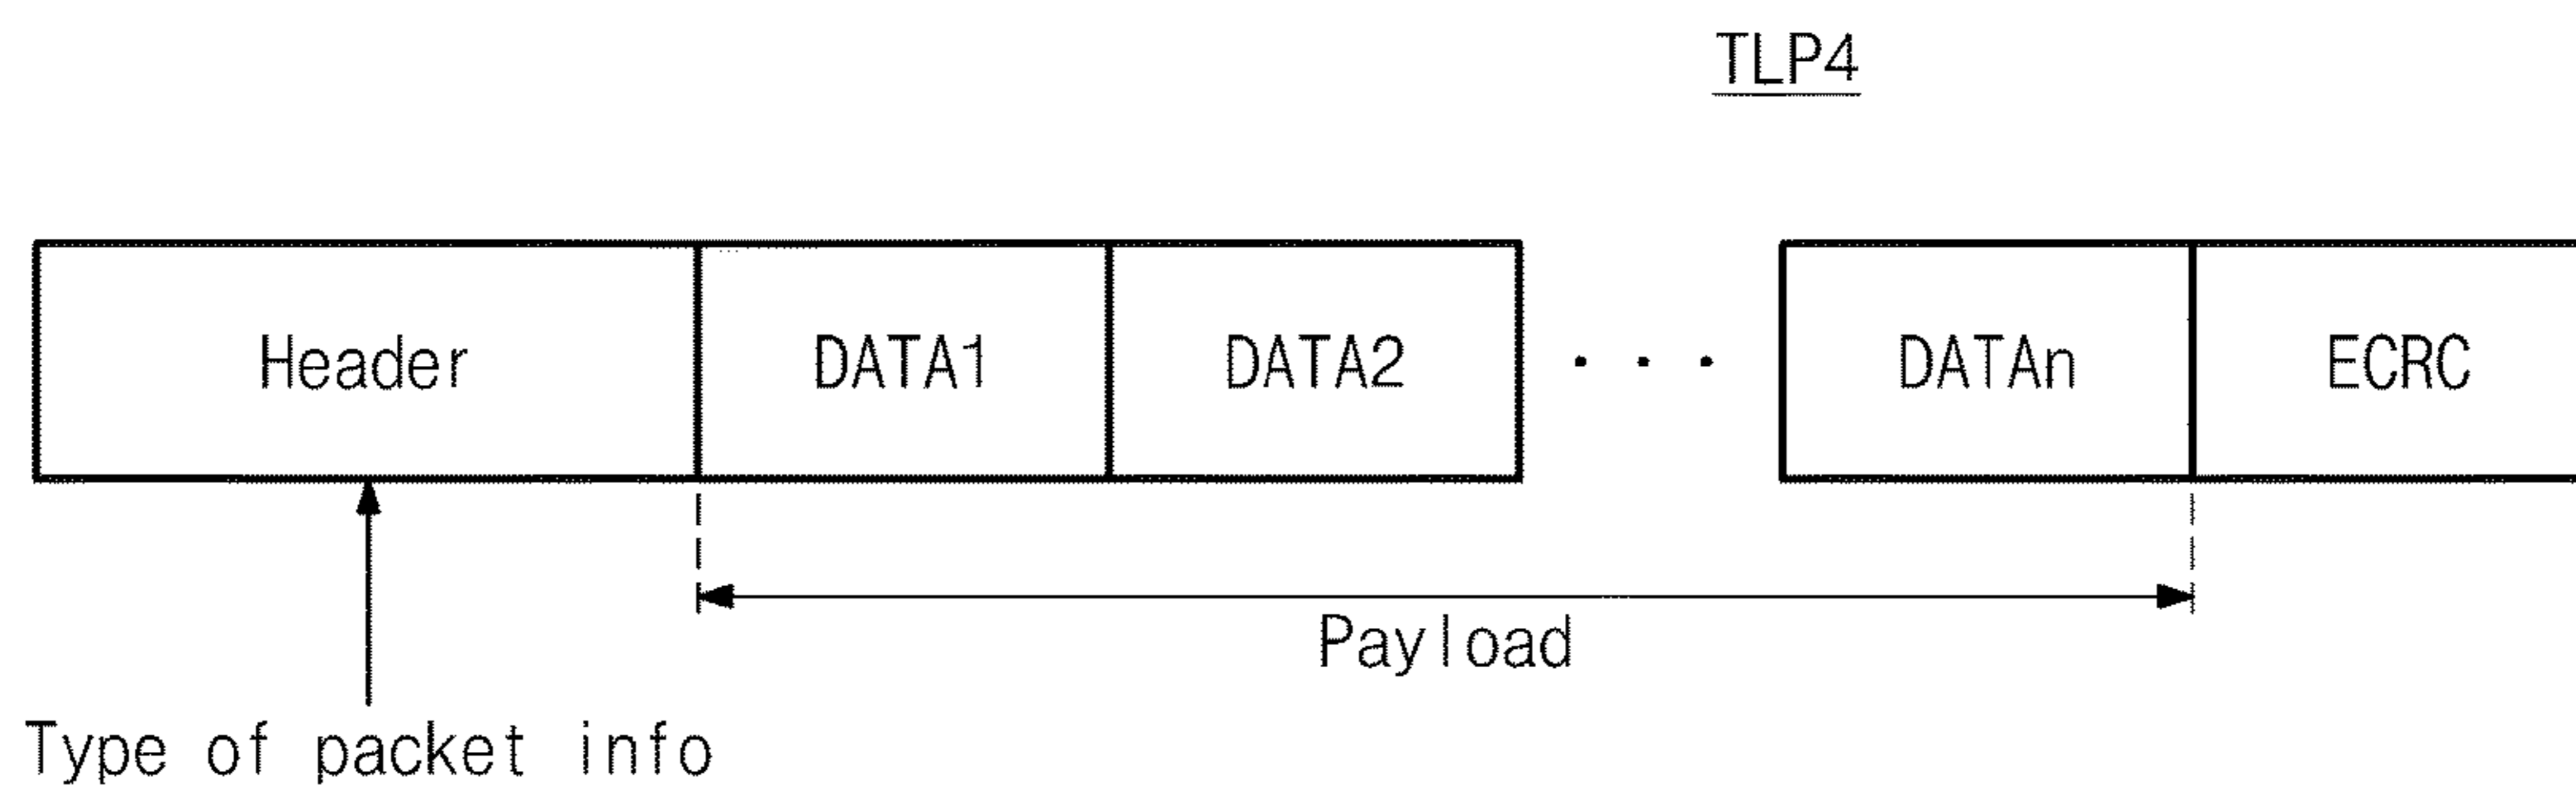 TLP4
Header DATA1 DATA2 · · · DATAn ECRC
Payload
Type of packet info